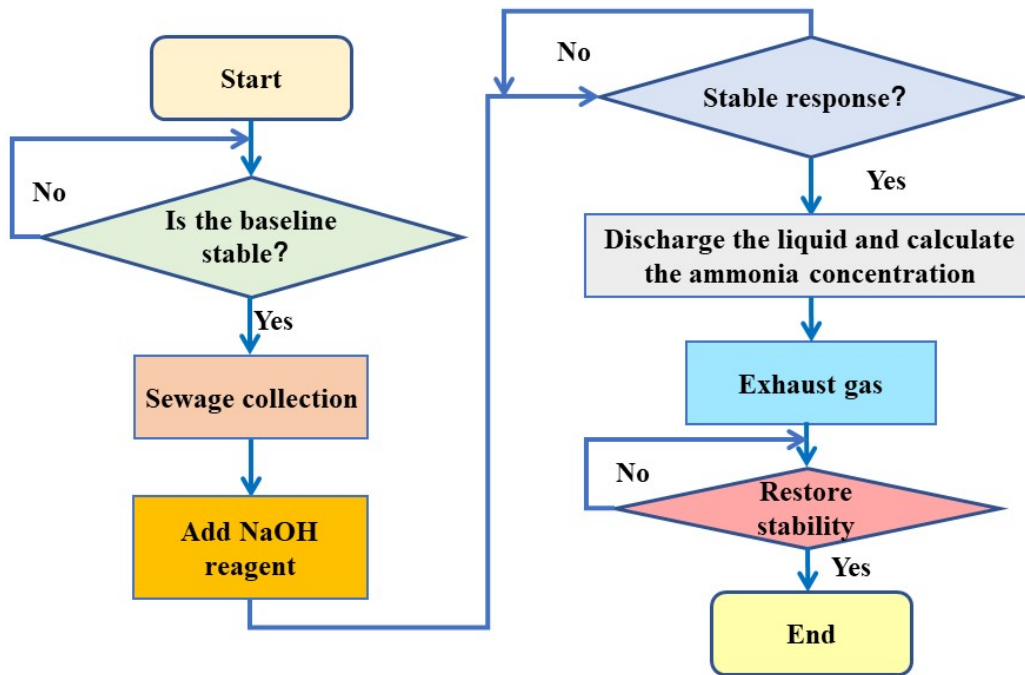 Start
No
Is the baseline
stable?
Yes
Sewage collection
Add NaOH
reagent
No
Stable response?
Yes
Discharge the liquid and calculate
the ammonia concentration
Exhaust gas
No
Restore
stability
Yes
End